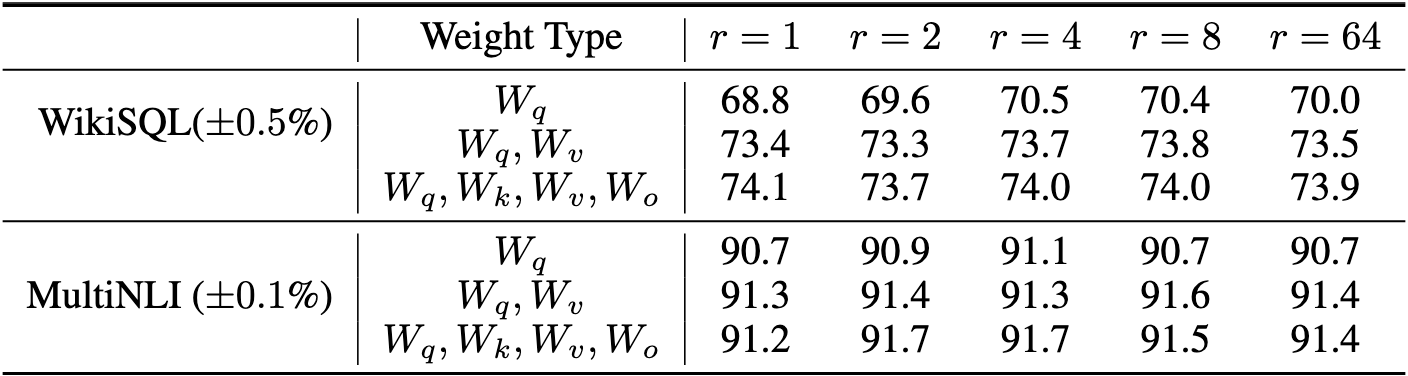 Weight Type r = 1 r = 2 r = 4 r = 8 r = 64
WikiSQL(±0.5%)
W_q 68.8 69.6 70.5 70.4 70.0
W_q, W_v 73.4 73.3 73.7 73.8 73.5
W_q, W_k, W_v, W_o 74.1 73.7 74.0 74.0 73.9
MultiNLI (±0.1%)
W_q 90.7 90.9 91.1 90.7 90.7
W_q, W_v 91.3 91.4 91.3 91.6 91.4
W_q, W_k, W_v, W_o 91.2 91.7 91.7 91.5 91.4